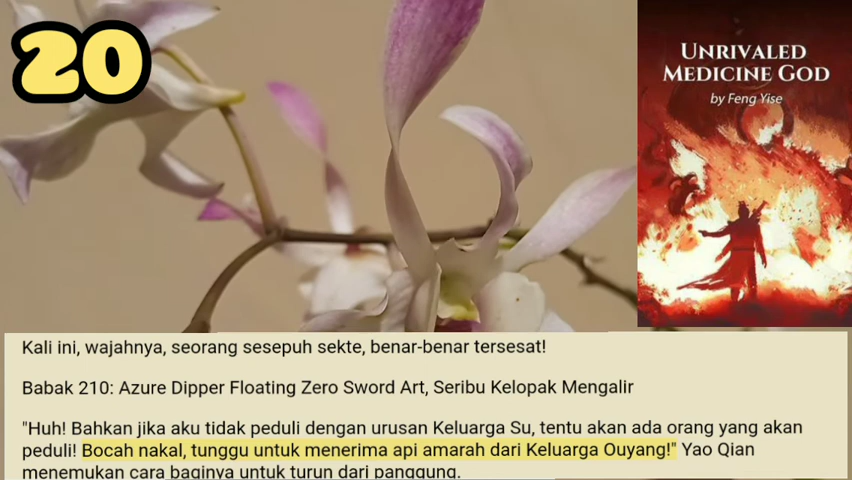 20
UNRIVALED
MEDICINE GOD
by Feng Yise
Kali ini, wajahnya, seorang sesepuh sekte, benar-benar tersesat!
Babak 210: Azure Dipper Floating Zero Sword Art, Seribu Kelopak Mengalir
"Huh! Bahkan jika aku tidak peduli dengan urusan Keluarga Su, tentu akan ada orang yang akan
peduli! Bocah nakal, tunggu untuk menerima api amarah dari Keluarga Ouyang!" Yao Qian
menemukan cara baginya untuk turun dari panggung.